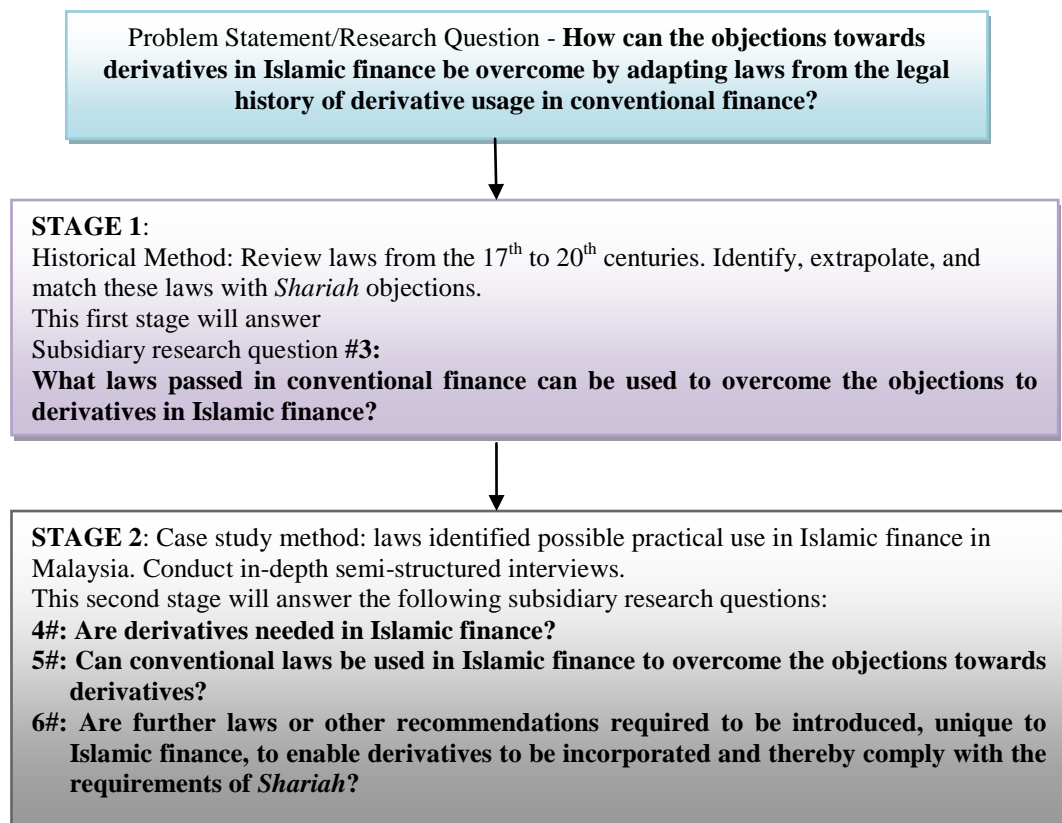 Problem Statement/Research Question - How can the objections towards
derivatives in Islamic finance be overcome by adapting laws from the legal
history of derivative usage in conventional finance?
STAGE 1:
Historical Method: Review laws from the 17th to 20th centuries. Identify, extrapolate, and
match these laws with Shariah objections.
This first stage will answer
Subsidiary research question #3:
What laws passed in conventional finance can be used to overcome the objections to
derivatives in Islamic finance?
STAGE 2: Case study method: laws identified possible practical use in Islamic finance in
Malaysia. Conduct in-depth semi-structured interviews.
This second stage will answer the following subsidiary research questions:
4#: Are derivatives needed in Islamic finance?
5#: Can conventional laws be used in Islamic finance to overcome the objections towards
derivatives?
6#: Are further laws or other recommendations required to be introduced, unique to
Islamic finance, to enable derivatives to be incorporated and thereby comply with the
requirements of Shariah?